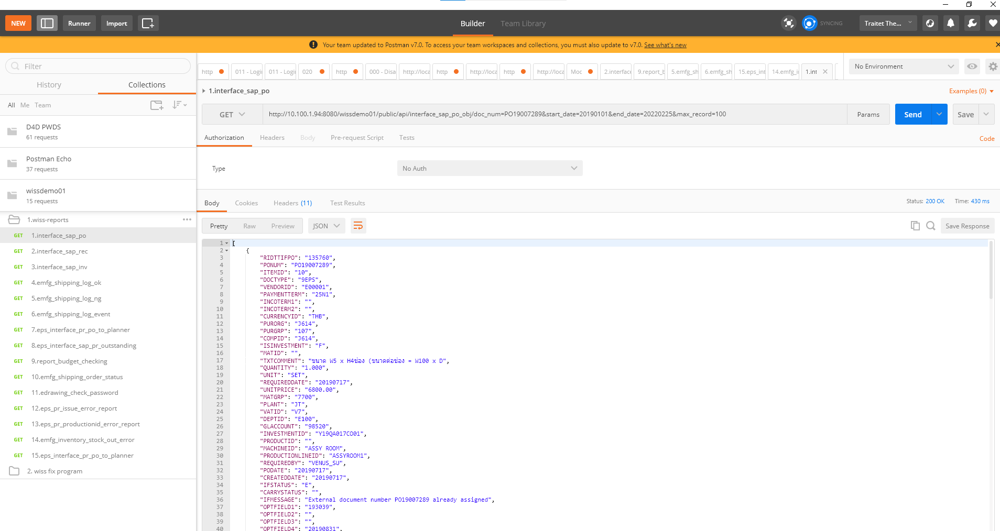 NEW
Runner
Import
Builder
Team Library
SYNCING
Traitet The...
Your team updated to Postman v7.0. To access your team workspaces and collections, you must also update to v7.0. See what's new
Filter
History
Collections
All Me Team
D4D PWDS
61 requests
Postman Echo
37 requests
wissdemo01
15 requests
1.wiss-reports
GET 1.interface_sap_po
GET 2.interface_sap_rec
GET 3.interface_sap_inv
GET 4.emfg_shipping_log_ok
GET 5.emfg_shipping_log_ng
GET 6.emfg_shipping_log_event
GET 7.eps_interface_pr_po_to_planner
GET 8.eps_interface_sap_pr_outstanding
GET 9.report_budget_checking
GET 10.emfg_shipping_order_status
GET 11.edrawing_check_password
GET 12.eps_pr_issue_error_report
GET 13.eps_pr_productionid_error_report
GET 14.emfg_inventory_stock_out_error
GET 15.eps_interface_pr_po_to_planner
2. wiss fix program
http 011 - Logi 011 - Logi 020 http 000 - Disa http://loca http http://loca http http://loca Moc 2.interface 9.report_b 5.emfg_sh 6.emfg_sh 15.eps_int 14.emfg_i 1.int
No Environment
1.interface_sap_po
Examples (0)
GET
http://10.100.1.94:8080/wissdemo01/public/api/interface_sap_po_obj/doc_num=PO19007289&start_date=20190101&end_date=20220225&max_record=100
Params
Send
Save
Authorization Headers Body Pre-request Script Tests
Code
Type
No Auth
Body Cookies Headers (11) Test Results
Status: 200 OK Time: 430 ms
Pretty Raw Preview
JSON
Save Response
1 [
2 {
3 "RIDTTIFPO": "135760",
4 "PONUM": "PO19007289",
5 "ITEMID": "10",
6 "DOCTYPE": "9EPS",
7 "VENDORID": "E00001",
8 "PAYMENTTERM": "25N1",
9 "INCOTERM1": "",
10 "INCOTERM2": "",
11 "CURRENCYID": "THB",
12 "PURORG": "J614",
13 "PURGRP": "107",
14 "COMPID": "J614",
15 "ISINVESTMENT": "F",
16 "MATID": "",
17 "TXTCOMMENT": "ขนาด W5 x H4ช่อง (ขนาดต่อช่อง = W100 x D",
18 "QUANTITY": "1.000",
19 "UNIT": "SET",
20 "REQUIREDDATE": "20190717",
21 "UNITPRICE": "6800.00",
22 "MATGRP": "7700",
23 "PLANT": "JT",
24 "VATID": "V7",
25 "DEPTID": "E100",
26 "GLACCOUNT": "98520",
27 "INVESTMENTID": "Y19QA017CO01",
28 "PRODUCTID": "",
29 "MACHINEID": "ASSY ROOM",
30 "PRODUCTIONLINEID": "ASSYROOM1",
31 "REQUIREDBY": "VENUS_SU",
32 "PODATE": "20190717",
33 "CREATEDDATE": "20190717",
34 "IFSTATUS": "E",
35 "CARRYSTATUS": "",
36 "IFMESSAGE": "External document number PO19007289 already assigned",
37 "OPTFIELD1": "193039",
38 "OPTFIELD2": "",
39 "OPTFIELD3": "",
40 "OPTFIELD4": "20190831",